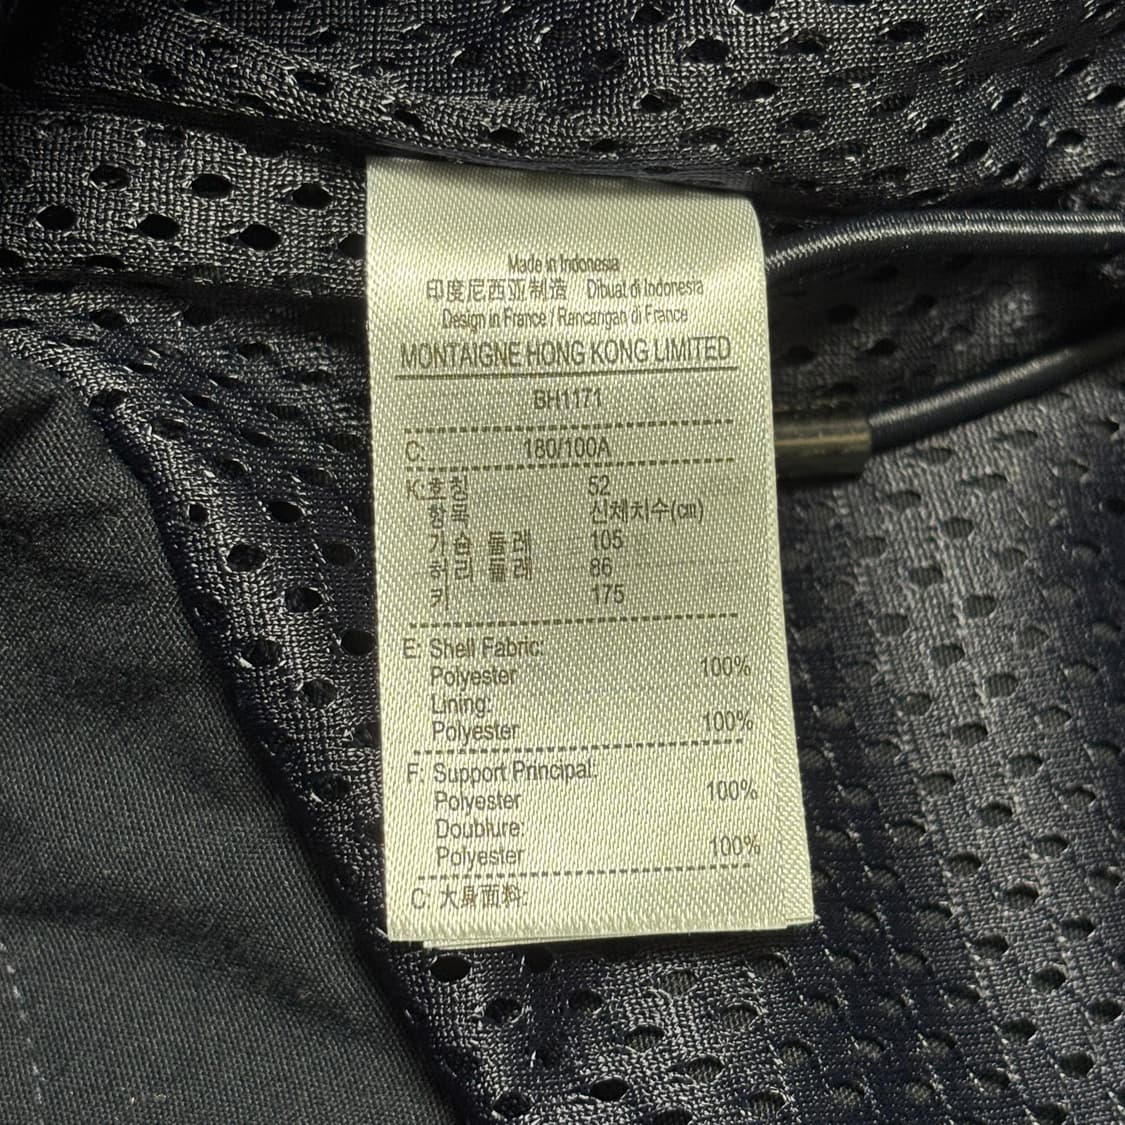 Made in Indonesia
印度尼西亚制造 Dibuat di Indonesia
Design in France / Rancangan di France
MONTAIGNE HONG KONG LIMITED
BH1171
C: 180/100A
K: 호칭 52
항목 신체치수(cm)
가슴 둘레 105
허리 둘레 86
키 175
E: Shell Fabric:
Polyester 100%
Lining:
Polyester 100%
F: Support Principal:
Polyester 100%
Doublure:
Polyester 100%
C: 大身面料: